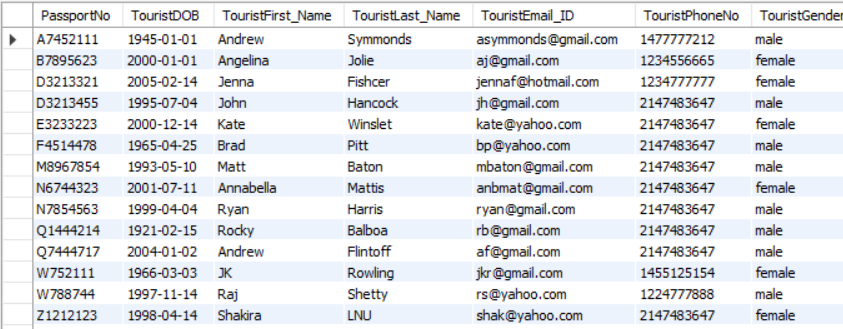 PassportNo TouristDOB TouristFirst_Name TouristLast_Name TouristEmail_ID TouristPhoneNo TouristGender
A7452111 1945-01-01 Andrew Symmonds asymmonds@gmail.com 1477777212 male
B7895623 2000-01-01 Angelina Jolie aj@gmail.com 1234556665 female
D3213321 2005-02-14 Jenna Fishcer jennaf@hotmail.com 1234777777 female
D3213455 1995-07-04 John Hancock jh@gmail.com 2147483647 male
E3233223 2000-12-14 Kate Winslet kate@yahoo.com 2147483647 female
F4514478 1965-04-25 Brad Pitt bp@yahoo.com 2147483647 male
M8967854 1993-05-10 Matt Baton mbaton@gmail.com 2147483647 male
N6744323 2001-07-11 Annabella Mattis anbmat@gmail.com 2147483647 female
N7854563 1999-04-04 Ryan Harris ryan@gmail.com 2147483647 male
Q1444214 1921-02-15 Rocky Balboa rb@gmail.com 2147483647 male
Q7444717 2004-01-02 Andrew Flintoff af@gmail.com 2147483647 male
W752111 1966-03-03 JK Rowling jkr@gmail.com 1455125154 female
W788744 1997-11-14 Raj Shetty rs@yahoo.com 1224777888 male
Z1212123 1998-04-14 Shakira LNU shak@yahoo.com 2147483647 female